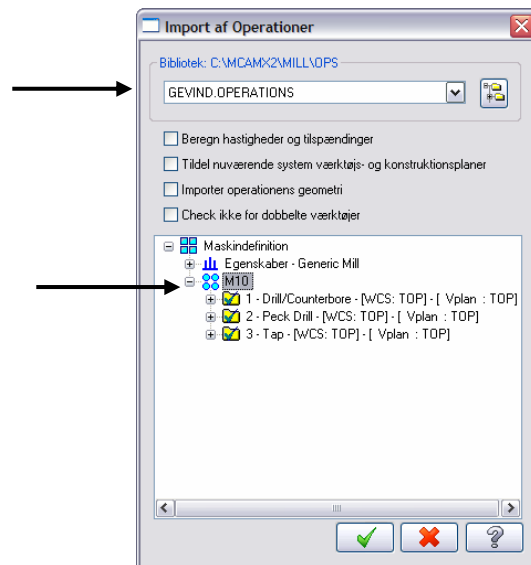 Import af Operationer
Bibliotek: C:\MCAMX2\MILL\OPS
GEVIND.OPERATIONS
Beregn hastigheder og tilspændinger
Tildel nuværende system værktøjs- og konstruktionsplaner
Importer operationens geometri
Check ikke for dobbelte værktøjer
Maskindefinition
Egenskaber - Generic Mill
M10
1 - Drill/Counterbore - [WCS: TOP] - [ Vplan : TOP]
2 - Peck Drill - [WCS: TOP] - [ Vplan : TOP]
3 - Tap - [WCS: TOP] - [ Vplan : TOP]